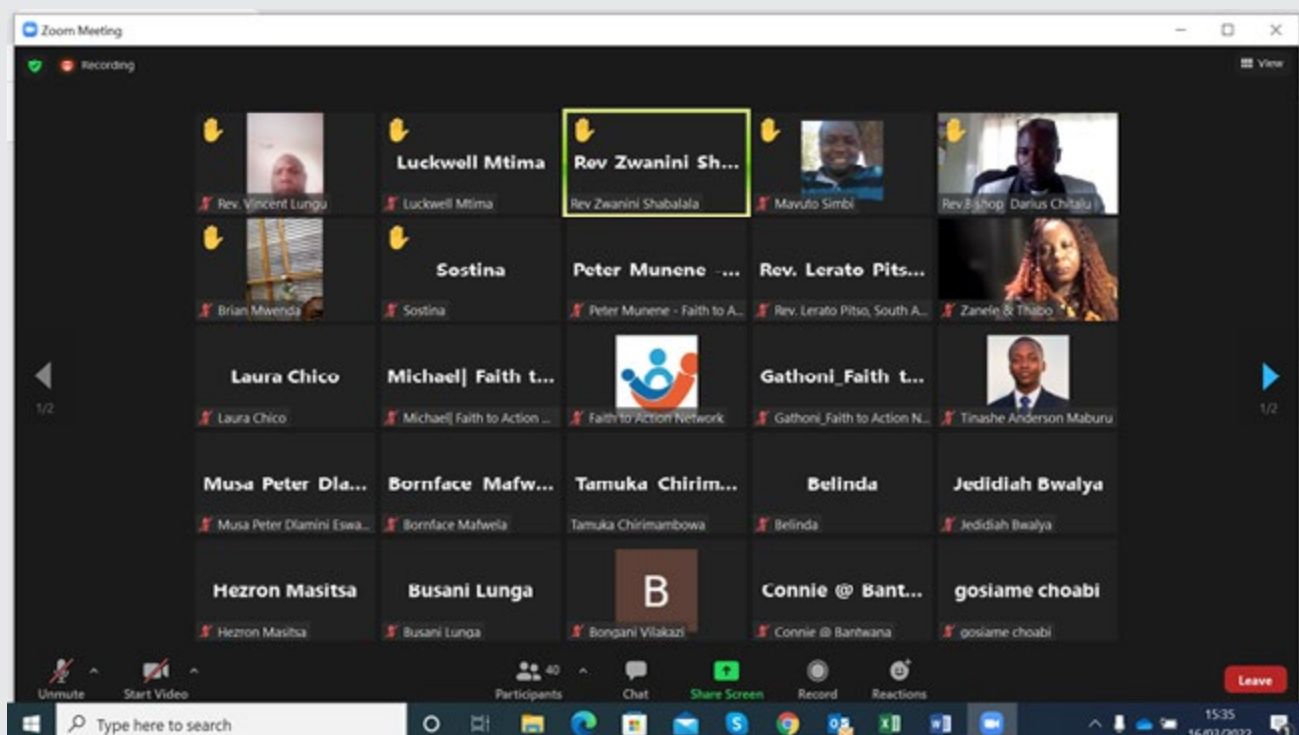 Zoom Meeting
Recording
View
Rev. Vincent Lungu
Luckwell Mtima
Luckwell Mtima
Rev Zwanini Sh...
Rev Zwanini Shabalala
Mavuto Simbi
Rev.Bishop Darius Chitalu
Brian Mwenda
Sostina
Sostina
Peter Munene -...
Peter Munene - Faith to A...
Rev. Lerato Pits...
Rev. Lerato Pitso, South A...
Zanele & Thabo
Laura Chico
Laura Chico
Michael| Faith t...
Michael| Faith to Action ...
Faith to Action Network
Gathoni_Faith t...
Gathoni_Faith to Action N...
Tinashe Anderson Maburu
Musa Peter Dla...
Musa Peter Dlamini Eswa...
Bornface Mafw...
Bornface Mafwela
Tamuka Chirim...
Tamuka Chirimambowa
Belinda
Belinda
Jedidiah Bwalya
Jedidiah Bwalya
Hezron Masitsa
Hezron Masitsa
Busani Lunga
Busani Lunga
B
Bongani Vilakazi
Connie @ Bant...
Connie @ Bantwana
gosiame choabi
gosiame choabi
1/2
1/2
Unmute
Start Video
40
Participants
Chat
Share Screen
Record
Reactions
Leave
Type here to search
15:35
16/03/2022